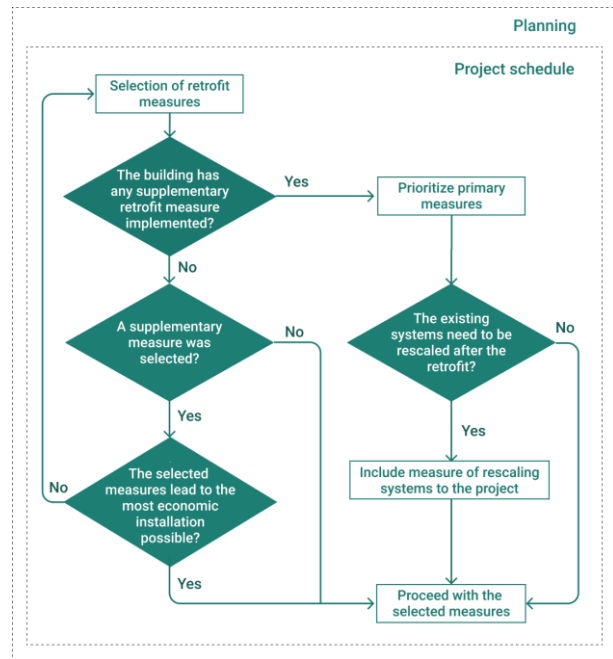 Planning
Project schedule
Selection of retrofit
measures
The building has
any supplementary
retrofit measure
implemented?
Yes
Prioritize primary
measures
No
A supplementary
measure was
selected?
No
The existing
systems need to be
rescaled after the
retrofit?
No
Yes
Yes
The selected
measures lead to the
most economic
installation
possible?
No
Include measure of rescaling
systems to the project
Yes
Proceed with the
selected measures